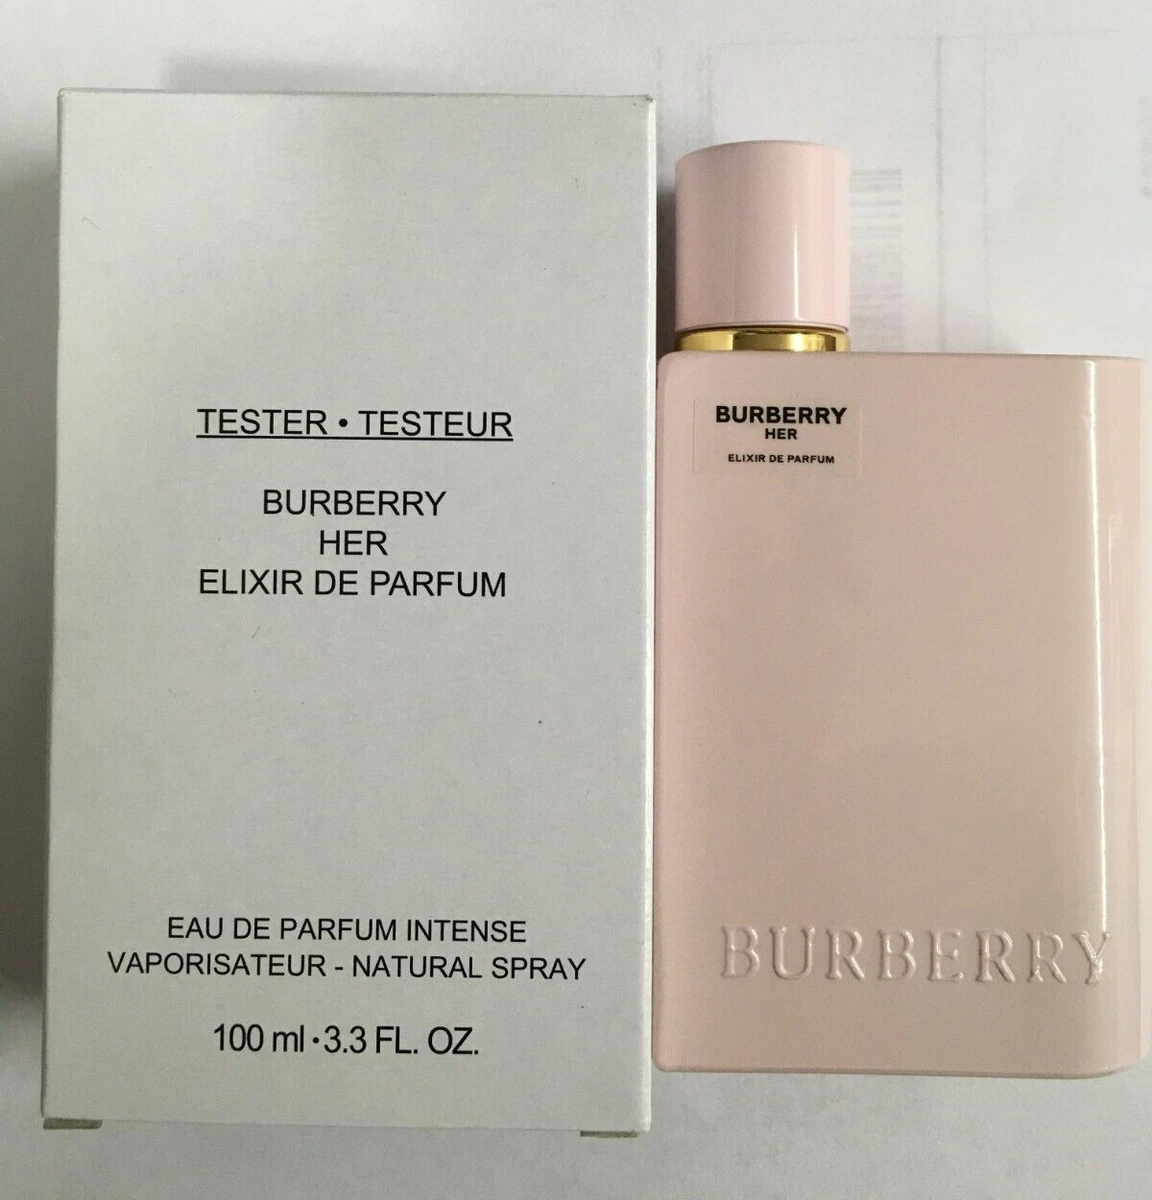 TESTER • TESTEUR
BURBERRY
HER
ELIXIR DE PARFUM
EAU DE PARFUM INTENSE
VAPORISATEUR - NATURAL SPRAY
100 ml • 3.3 FL. OZ.
BURBERRY
HER
ELIXIR DE PARFUM
BURBERRY